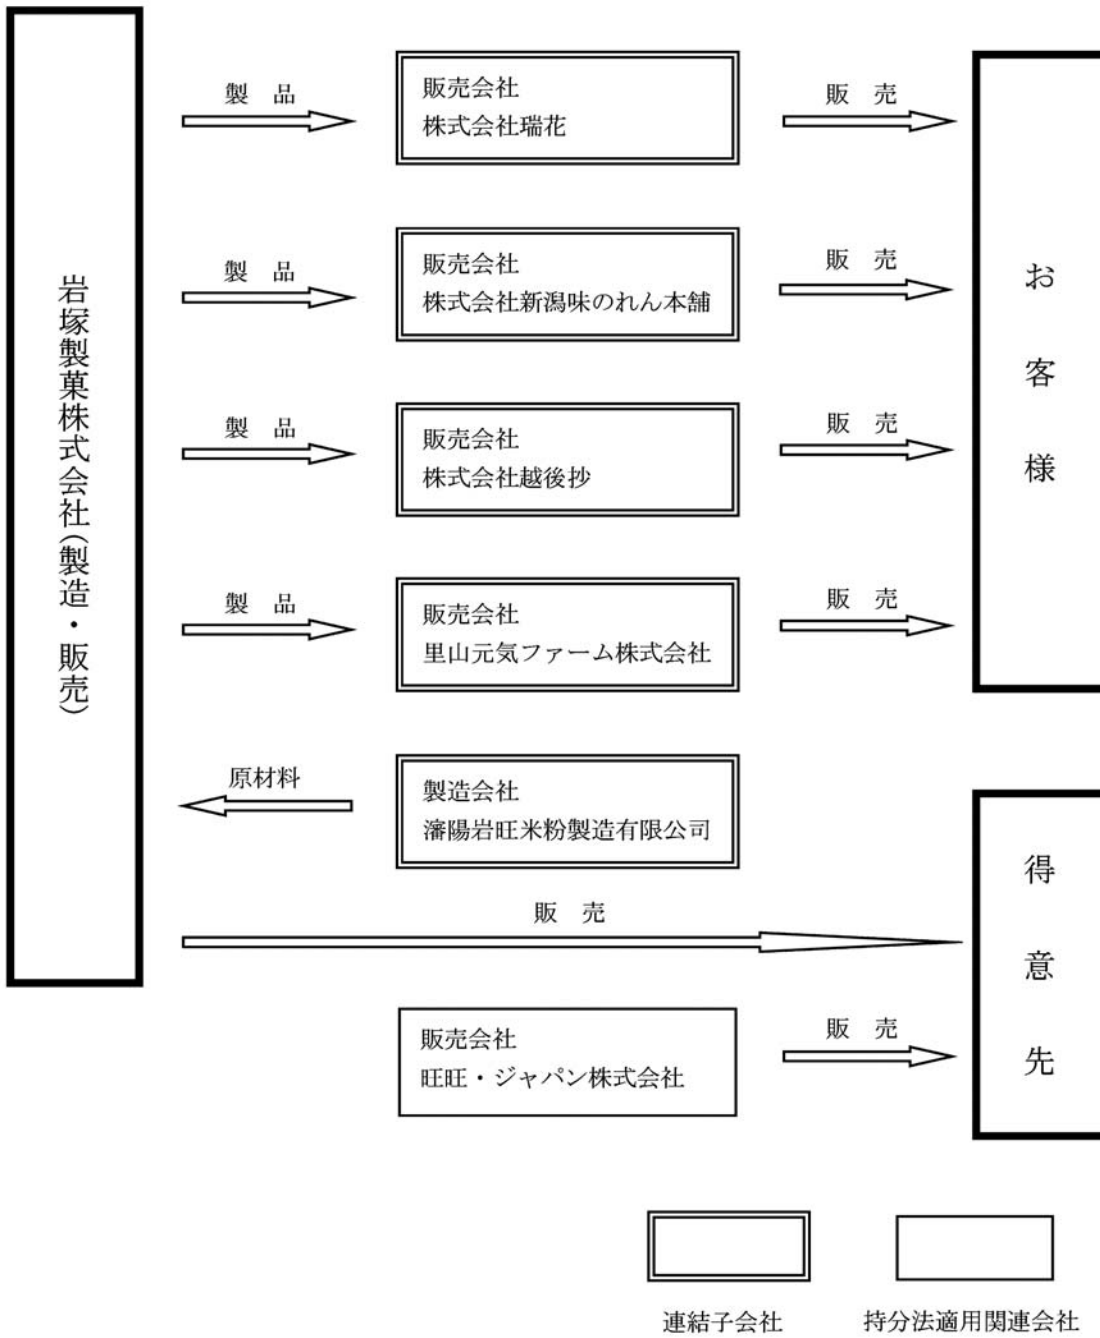 岩塚製菓株式会社(製造・販売)
製　品
販売会社
株式会社瑞花
販　売
製　品
販売会社
株式会社新潟味のれん本舗
販　売
製　品
販売会社
株式会社越後抄
販　売
製　品
販売会社
里山元気ファーム株式会社
販　売
お客様
原材料
製造会社
瀋陽岩旺米粉製造有限公司
販　売
販売会社
旺旺・ジャパン株式会社
販　売
得意先
連結子会社
持分法適用関連会社